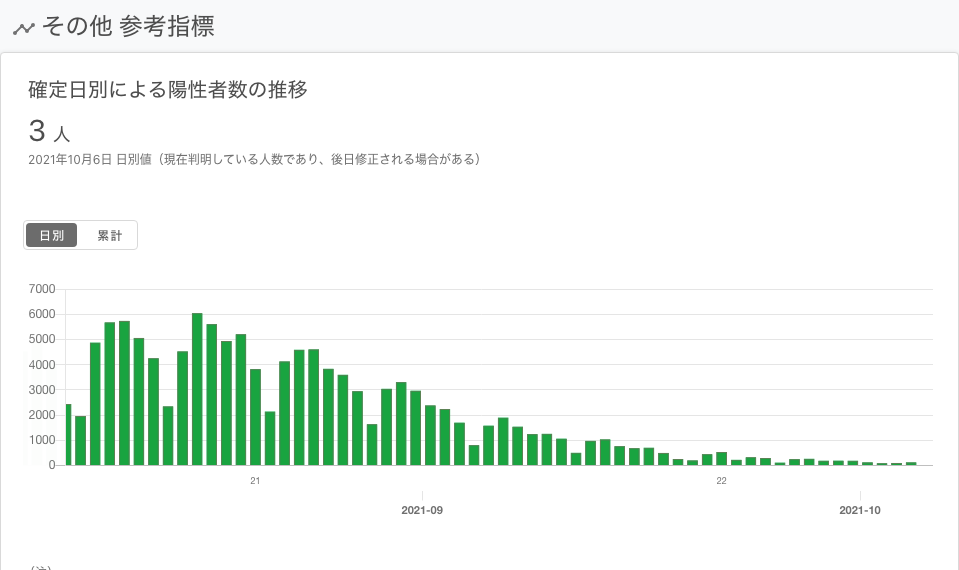 その他 参考指標
確定日別による陽性者数の推移
3 人
2021年10月6日 日別値（現在判明している人数であり、後日修正される場合がある）
日別 累計
7000
6000
5000
4000
3000
2000
1000
0
21 22
2021-09 2021-10